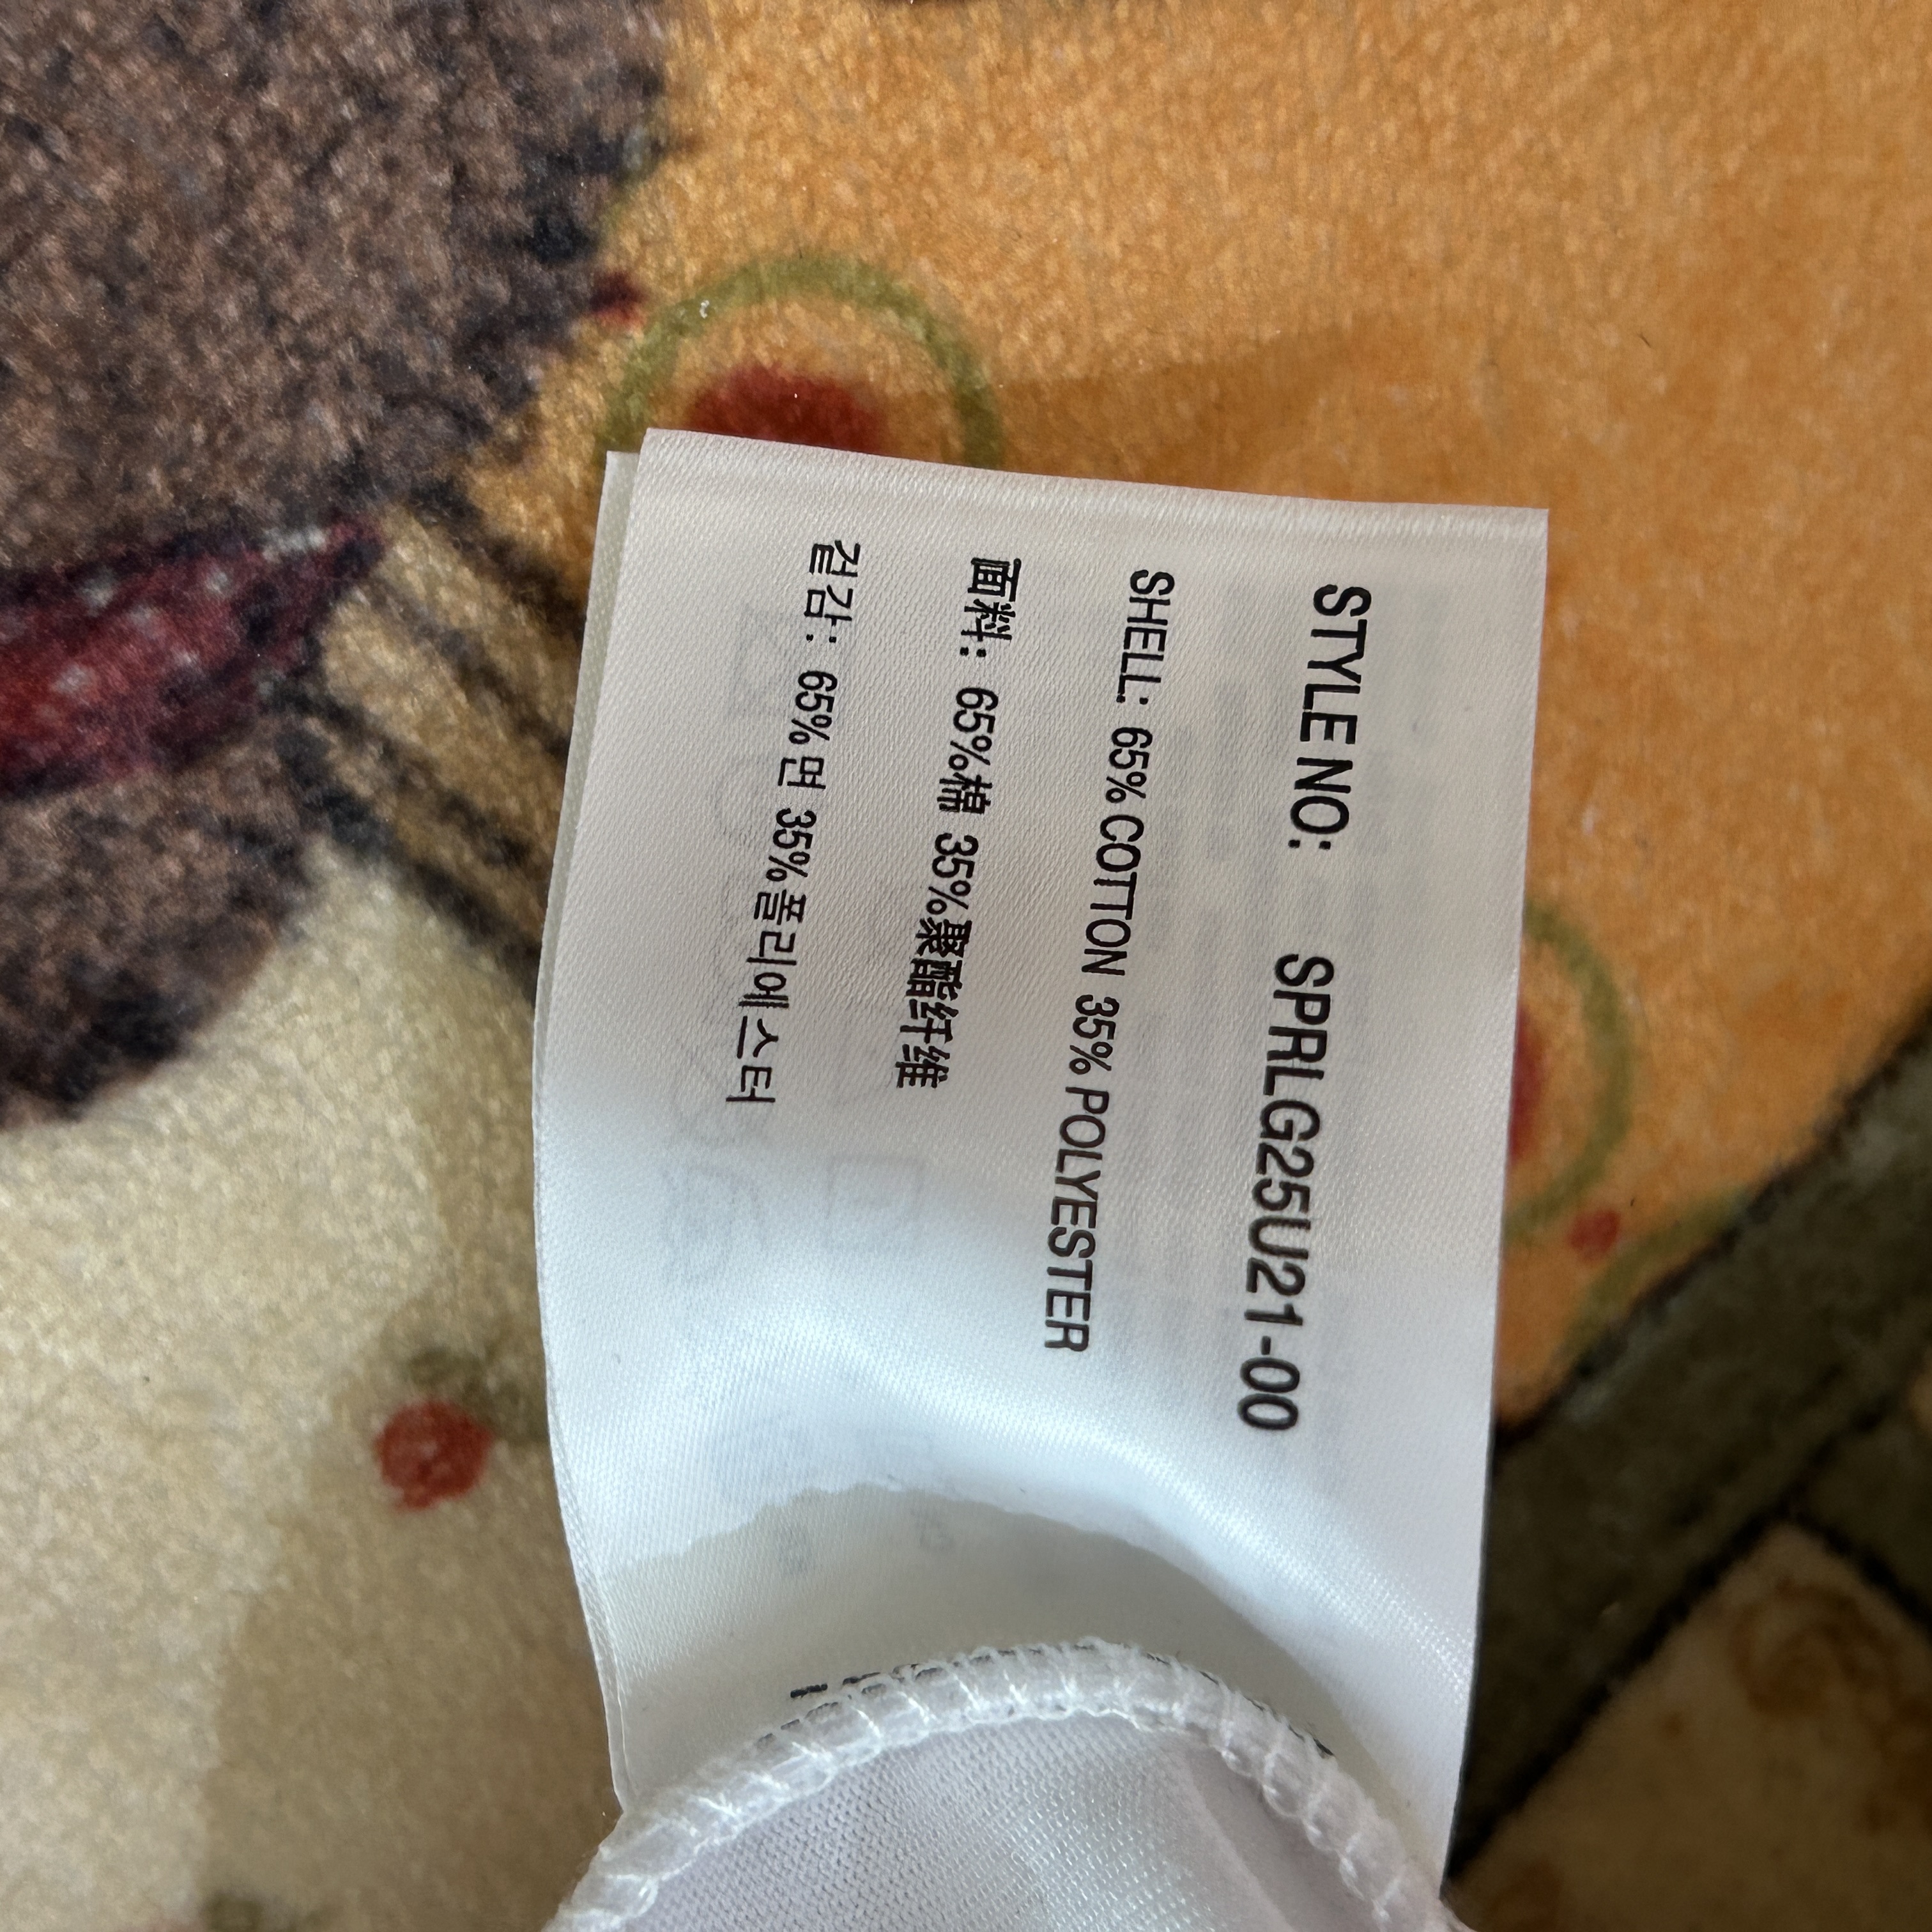 STYLE NO: SPRLG25U21-00
SHELL: 65% COTTON 35% POLYESTER
面料: 65%棉 35%聚酯纤维
겉감: 65% 면 35%폴리에스터